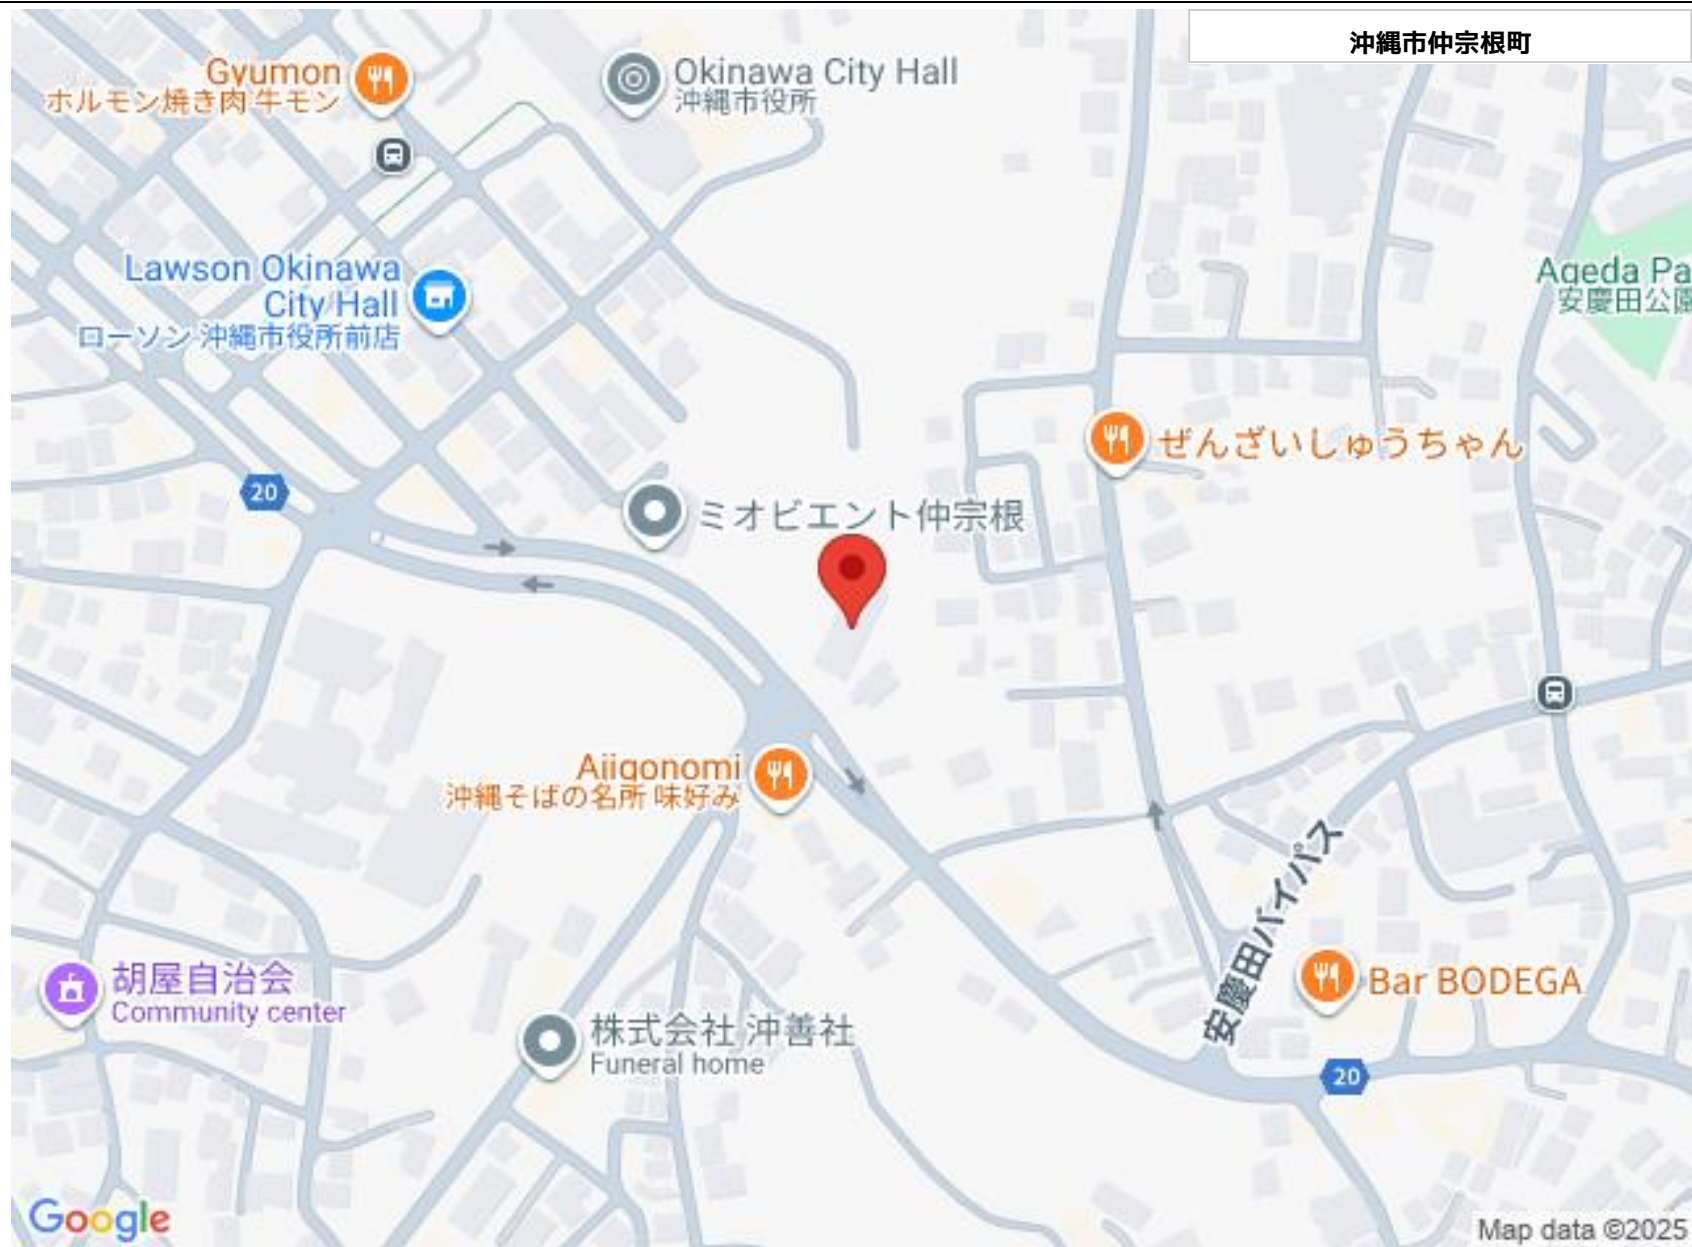 沖縄市仲宗根町
Gyumon
ホルモン焼き肉 牛モン
Okinawa City Hall
沖縄市役所
Lawson Okinawa
City Hall
ローソン 沖縄市役所前店
Ageda Pa
安慶田公園
ぜんざいしゅうちゃん
20
ミオビエント仲宗根
Ajigonomi
沖縄そばの名所 味好み
安慶田バイパス
胡屋自治会
Community center
Bar BODEGA
株式会社 沖善社
Funeral home
20
Google
Map data ©2025